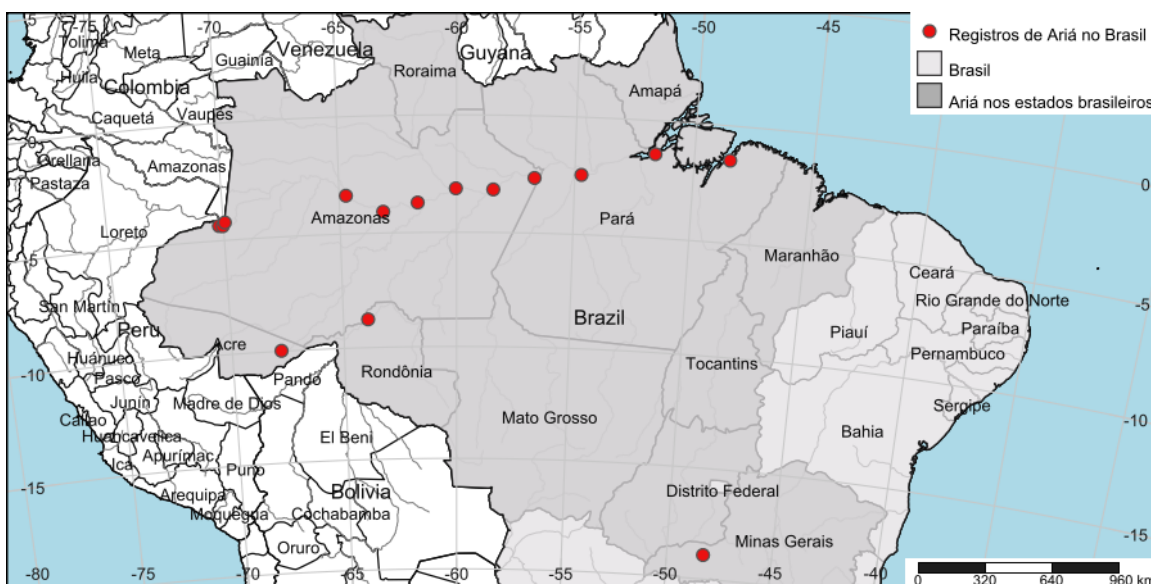 -75
-70
-65
-60
-55
-50
-45
-40
-35
Tolima
Meta
Venezuela
Guyana
Guainía
Huila
Colombia
Roraima
Amapá
Vaupés
Caquetá
0
Orellana
Amazonas
Pastaza
0
Loreto
Amazonas
Pará
-5
Maranhão
Ceará
San Martín
Rio Grande do Norte
-5
Peru
Brazil
Piauí
Paraíba
Huánuco
Acre
Pernambuco
-10
Pasco
Pando
Rondônia
Tocantins
Junín
Madre de Dios
Sergipe
Callao
Mato Grosso
-10
Huancavelica
El Beni
Bahia
Apurímac
Ica
Puno
-15
Arequipa
Bolivia
Distrito Federal
Moquegua
Cochabamba
Oruro
Minas Gerais
-15
-80
-75
-70
-65
-60
-55
-50
-45
-40
Registros de Ariá no Brasil
Brasil
Ariá nos estados brasileiros
0 320 640 960 km